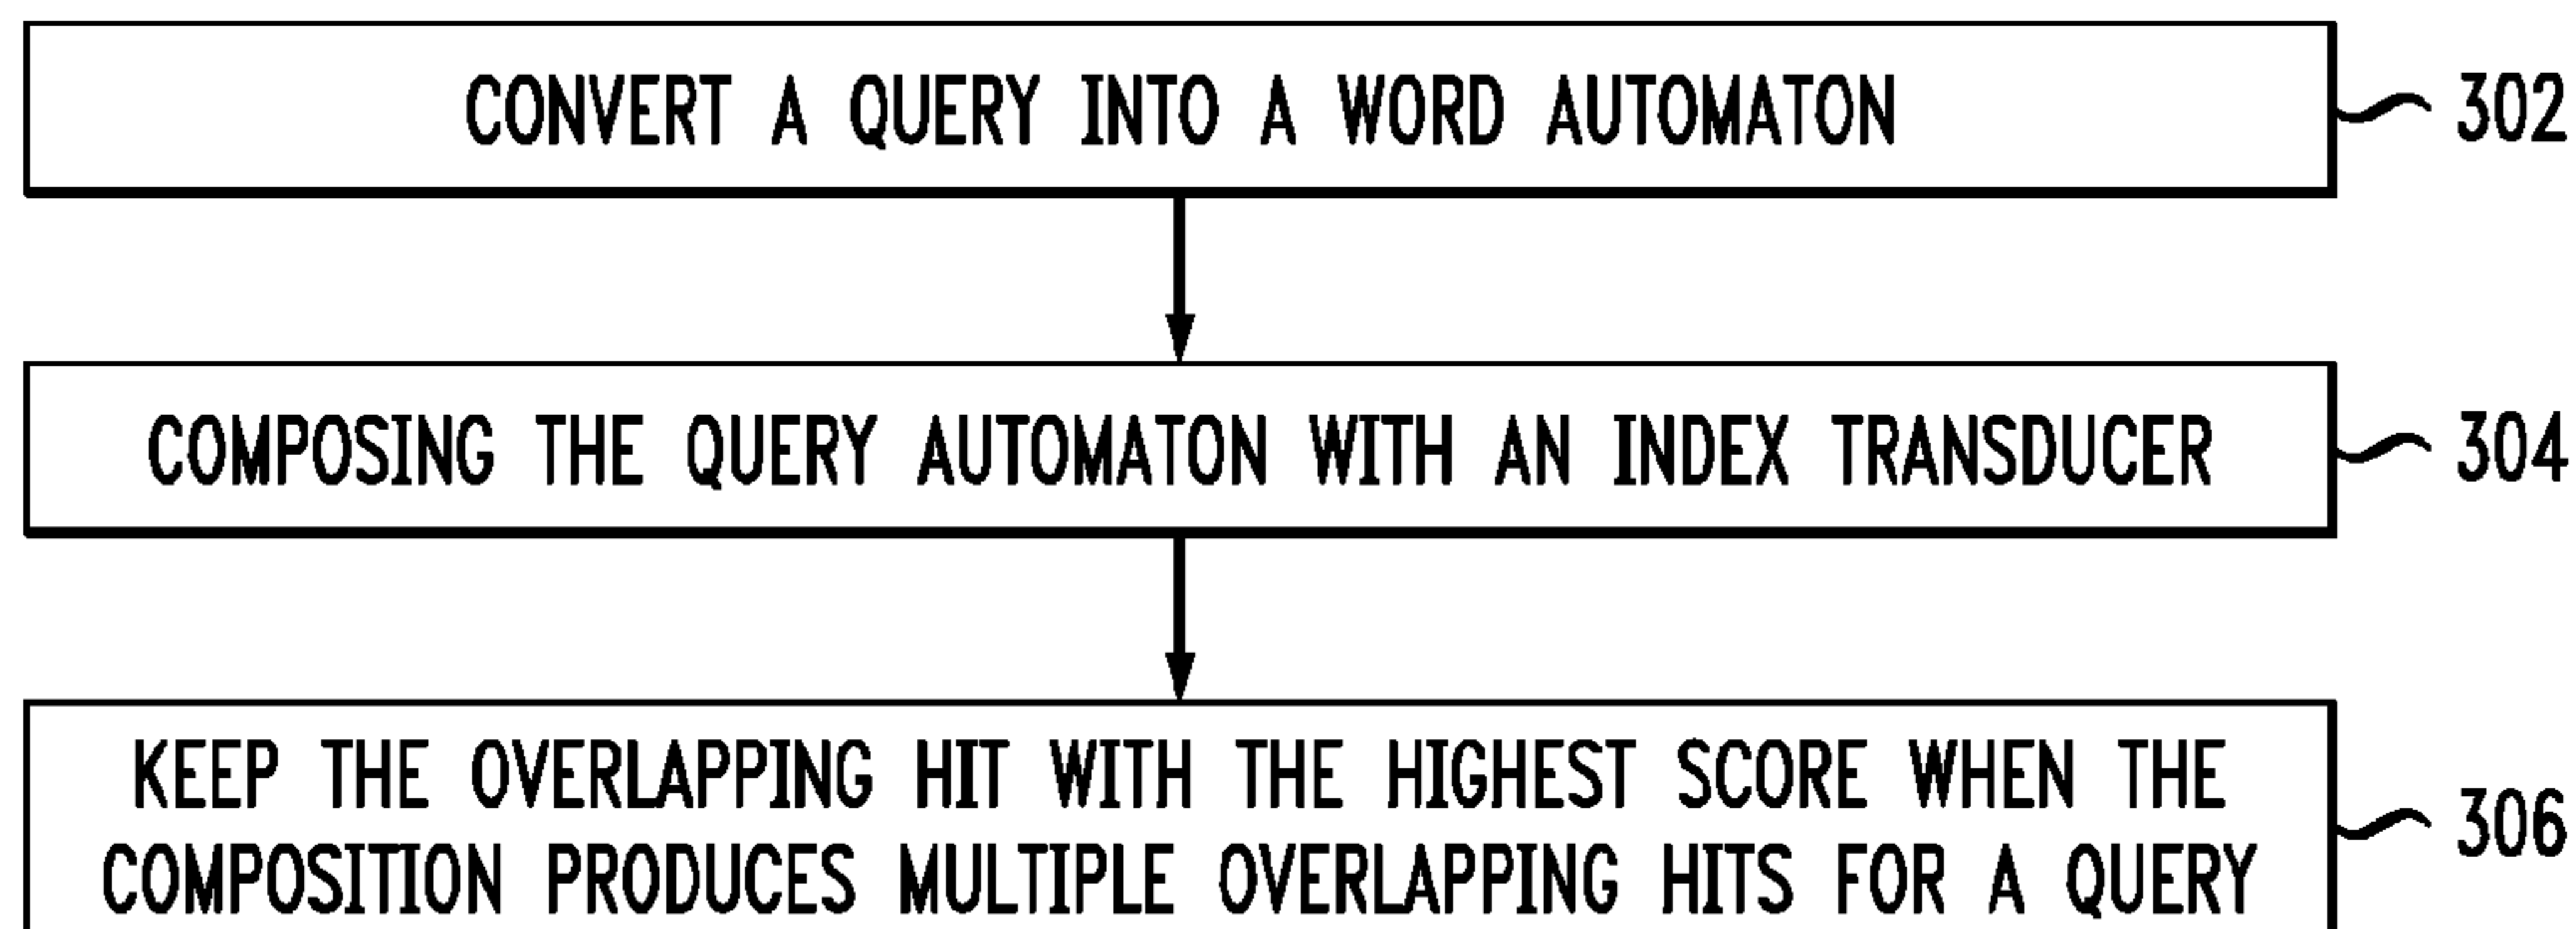 CONVERT A QUERY INTO A WORD AUTOMATON
302
COMPOSING THE QUERY AUTOMATON WITH AN INDEX TRANSDUCER
304
KEEP THE OVERLAPPING HIT WITH THE HIGHEST SCORE WHEN THE
COMPOSITION PRODUCES MULTIPLE OVERLAPPING HITS FOR A QUERY
306